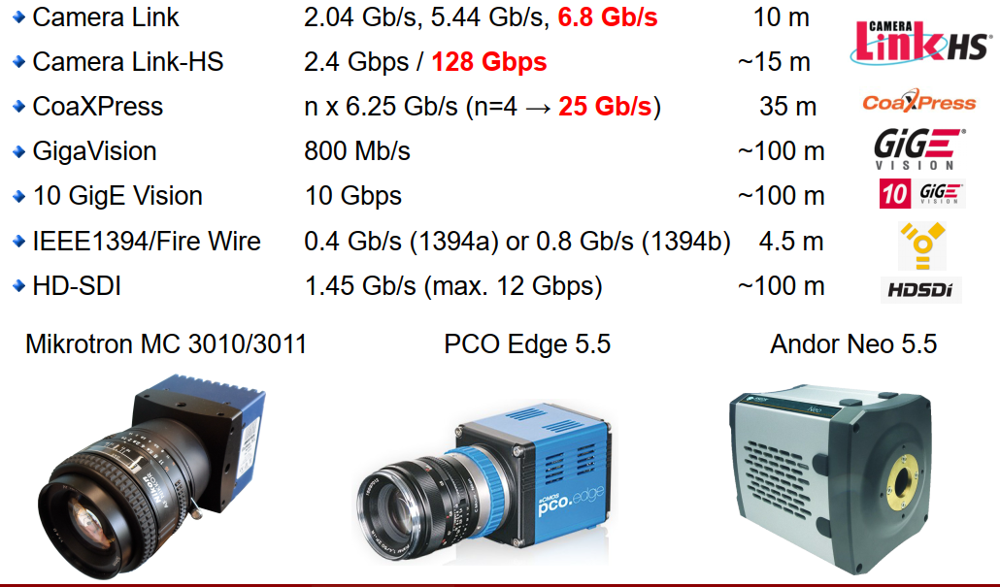 Camera Link 2.04 Gb/s, 5.44 Gb/s, 6.8 Gb/s 10 m
CAMERA
Link HS®
Camera Link-HS 2.4 Gbps / 128 Gbps ~15 m
CoaXPress n x 6.25 Gb/s (n=4 → 25 Gb/s) 35 m
CoaXPress
GigaVision 800 Mb/s ~100 m
GiGE®
VISION
10 GigE Vision 10 Gbps ~100 m
10 GiGE
VISION
IEEE1394/Fire Wire 0.4 Gb/s (1394a) or 0.8 Gb/s (1394b) 4.5 m
HD-SDI 1.45 Gb/s (max. 12 Gbps) ~100 m
HDSDi
Mikrotron MC 3010/3011 PCO Edge 5.5 Andor Neo 5.5
NIKON
sCMOS
pco.edge
Neo